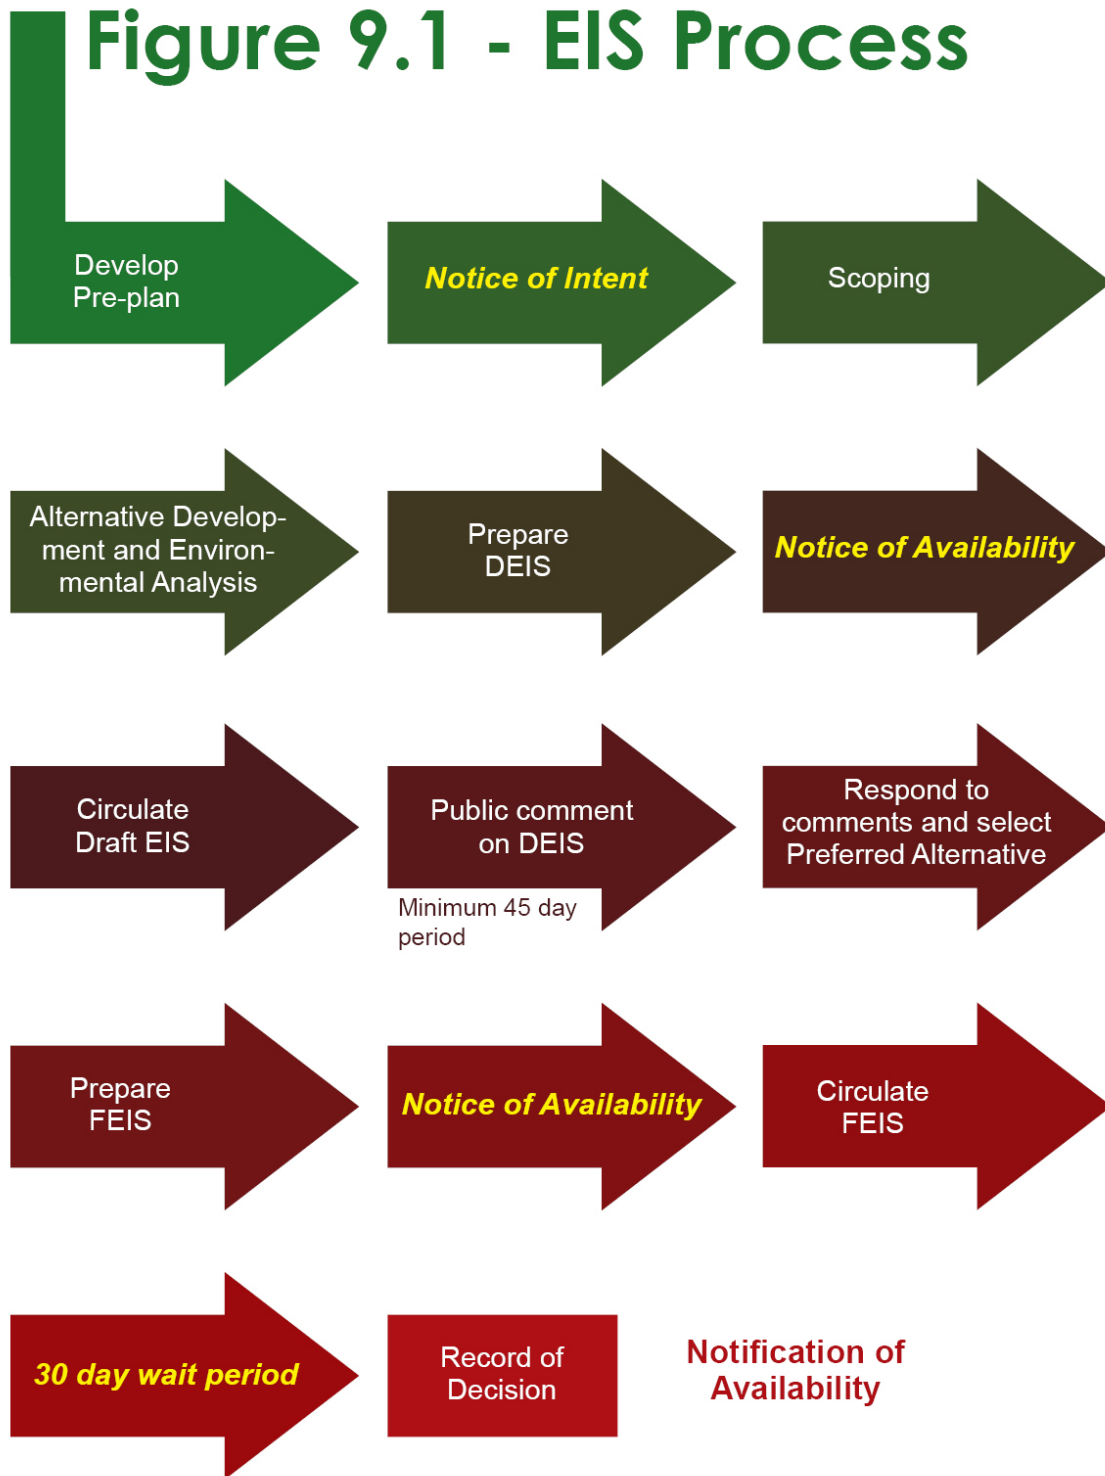 Figure 9.1 - EIS Process
Develop
Pre-plan
Notice of Intent
Scoping
Alternative Develop-
ment and Environ-
mental Analysis
Prepare
DEIS
Notice of Availability
Circulate
Draft EIS
Public comment
on DEIS
Minimum 45 day
period
Respond to
comments and select
Preferred Alternative
Prepare
FEIS
Notice of Availability
Circulate
FEIS
30 day wait period
Record of
Decision
Notification of
Availability